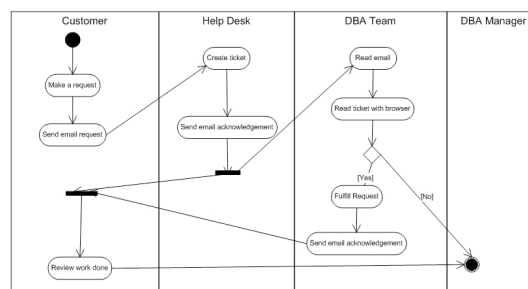 Customer
Help Desk
DBA Team
DBA Manager
Create ticket
Read email
Make a request
Read ticket with browser
Send email request
Send email acknowledgement
[Yes]
Fulfill Request
[No]
Send email acknowledgement
Review work done